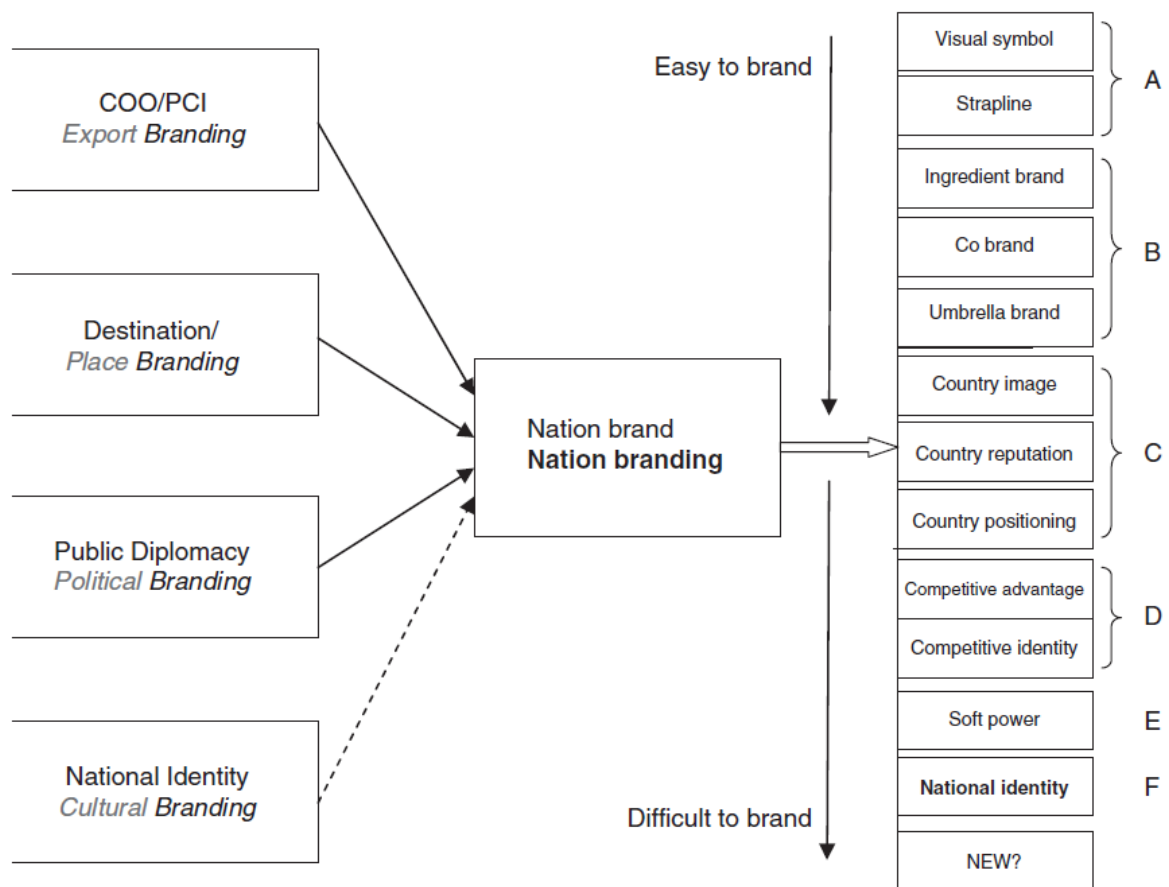 COO/PCI
Export Branding
Destination/
Place Branding
Public Diplomacy
Political Branding
National Identity
Cultural Branding
Nation brand
Nation branding
Easy to brand
Difficult to brand
Visual symbol
Strapline
A
Ingredient brand
Co brand
Umbrella brand
B
Country image
Country reputation
Country positioning
C
Competitive advantage
Competitive identity
D
Soft power
E
National identity
F
NEW?